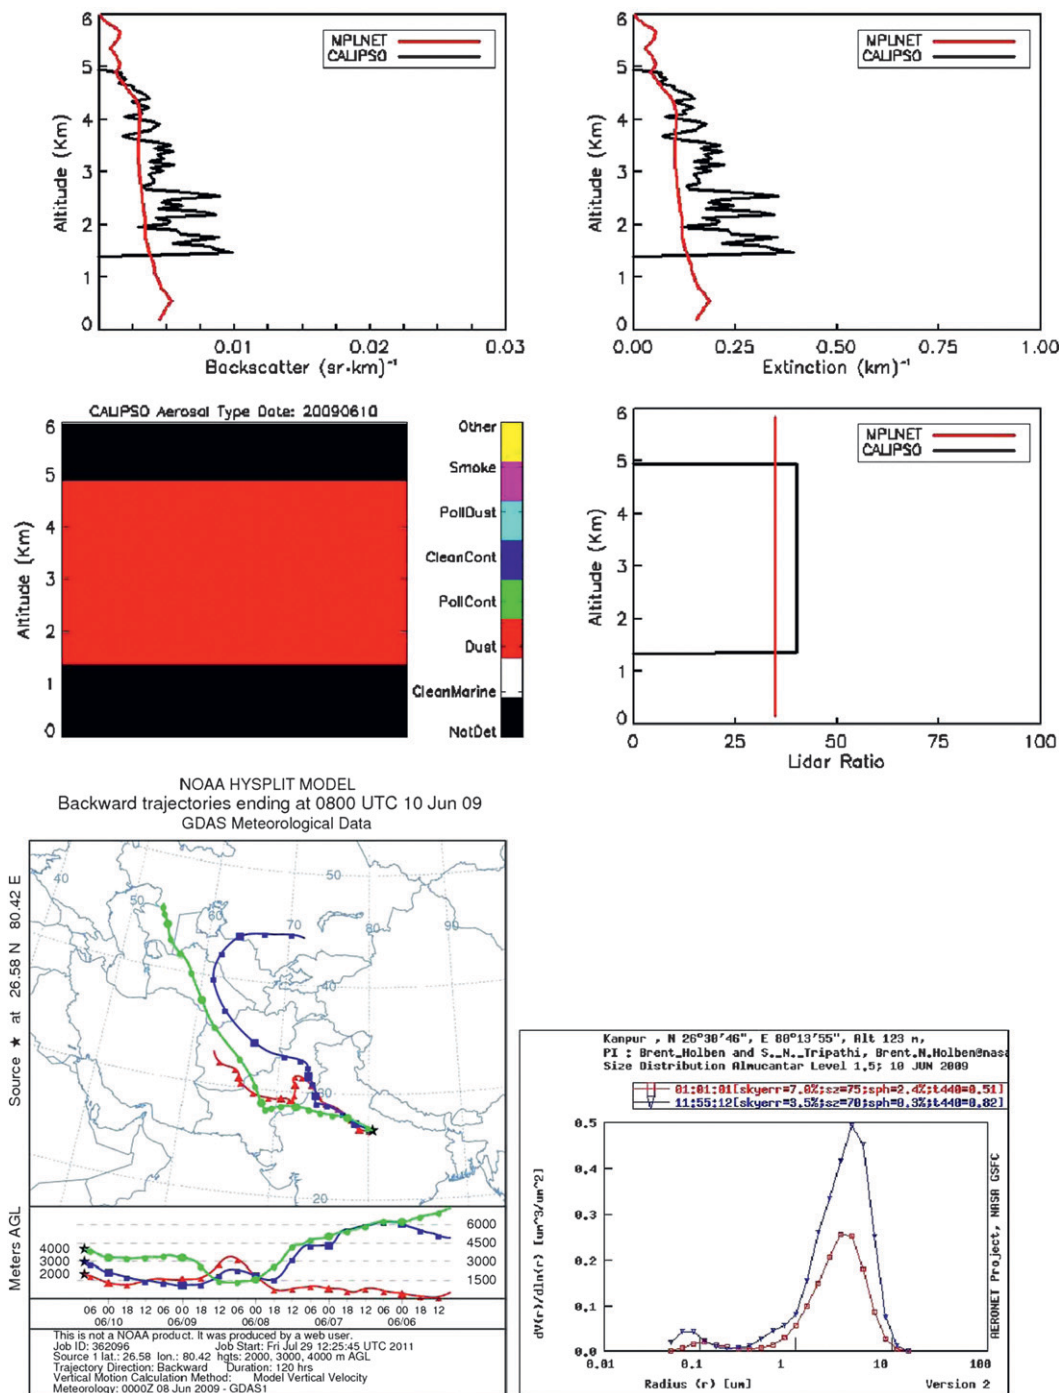 MPLNET
CALIPSO
Altitude (Km)
6
5
4
3
2
1
0
0.01
0.02
0.03
Backscatter (sr.km)⁻¹
MPLNET
CALIPSO
Altitude (Km)
6
5
4
3
2
1
0
0.00
0.25
0.50
0.75
1.00
Extinction (km)⁻¹
CALIPSO Aerosal Type Date: 20090610
Altitude (Km)
6
5
4
3
2
1
0
Other
Smoke
PollDust
CleanCont
PollCont
Dust
CleanMarine
NotDet
MPLNET
CALIPSO
Altitude (Km)
6
5
4
3
2
1
0
0
25
50
75
100
Lidar Ratio
NOAA HYSPLIT MODEL
Backward trajectories ending at 0800 UTC 10 Jun 09
GDAS Meteorological Data
Source ★ at 26.58 N 80.42 E
40
50
60
70
80
90
50
40
30
20
Meters AGL
4000
3000
2000
6000
4500
3000
1500
06 00 18 12 06 00 18 12 06 00 18 12 06 00 18 12 06 00 18 12
06/10 06/09 06/08 06/07 06/06
This is not a NOAA product. It was produced by a web user.
Job ID: 362096 Job Start: Fri Jul 29 12:25:45 UTC 2011
Source 1 lat.: 26.58 lon.: 80.42 hgts: 2000, 3000, 4000 m AGL
Trajectory Direction: Backward Duration: 120 hrs
Vertical Motion Calculation Method: Model Vertical Velocity
Meteorology: 0000Z 08 Jun 2009 - GDAS1
Kanpur , N 26°30'46", E 80°13'55", Alt 123 m,
PI : Brent_Holben and S._N._Tripathi, Brent.N.Holben@nasa
Size Distribution Almucantar Level 1.5; 10 JUN 2009
01:01:01[skyerr=7.0%;sz=75;sph=2.4%;t440=0.51]
11:55:12[skyerr=3.5%;sz=70;sph=0.3%;t440=0.82]
dV(r)/dln(r) [um^3/um^2]
0.5
0.4
0.3
0.2
0.1
0.0
0.01
0.1
1
10
100
Radius (r) [um]
Version 2
AERONET Project, NASA GSFC